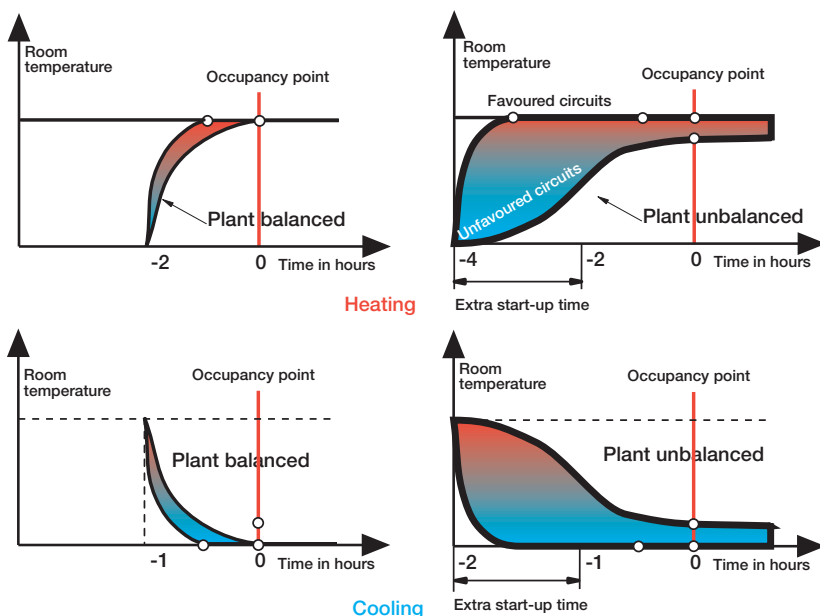 Room
temperature
Occupancy point
Plant balanced
-2
0
Time in hours
Room
temperature
Occupancy point
Favoured circuits
Unfavoured circuits
Plant unbalanced
-4
-2
0
Time in hours
Extra start-up time
Heating
Room
temperature
Occupancy point
Plant balanced
-1
0
Time in hours
Room
temperature
Occupancy point
Plant unbalanced
-2
-1
0
Time in hours
Extra start-up time
Cooling